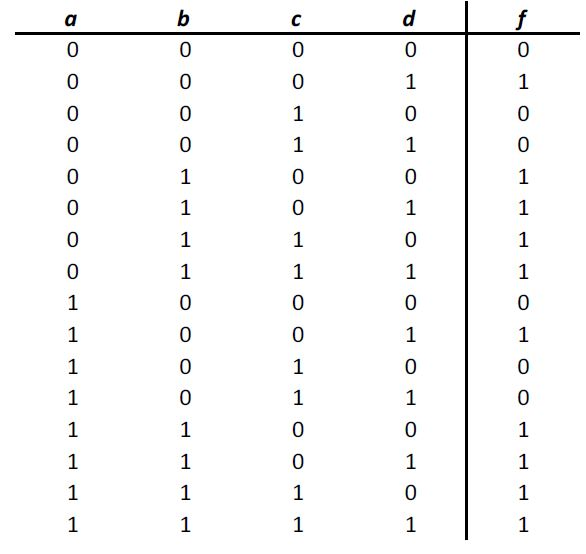 a b c d f
0 0 0 0 0
0 0 0 1 1
0 0 1 0 0
0 0 1 1 0
0 1 0 0 1
0 1 0 1 1
0 1 1 0 1
0 1 1 1 1
1 0 0 0 0
1 0 0 1 1
1 0 1 0 0
1 0 1 1 0
1 1 0 0 1
1 1 0 1 1
1 1 1 0 1
1 1 1 1 1